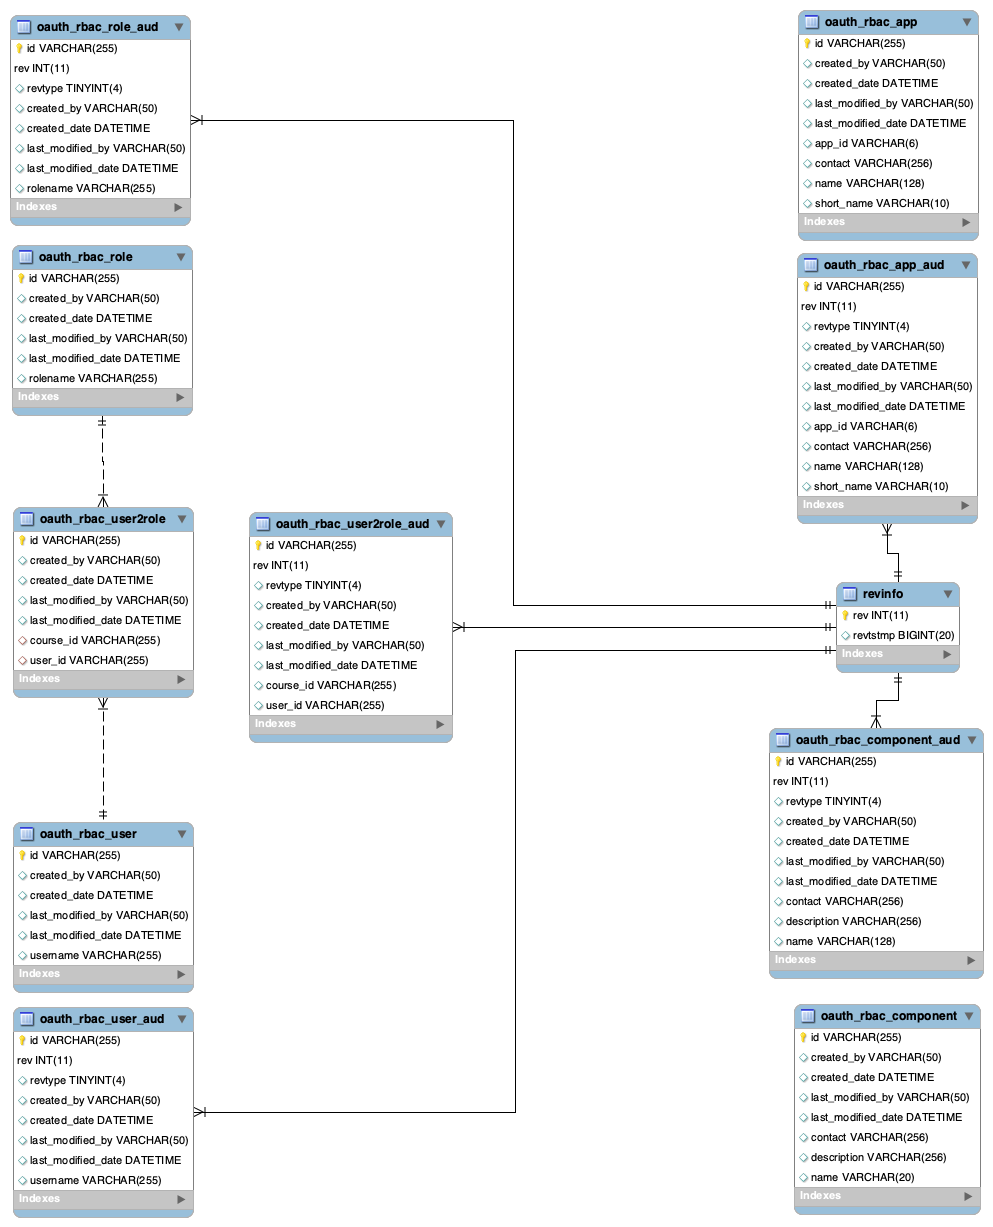 oauth_rbac_role_aud
id VARCHAR(255)
rev INT(11)
revtype TINYINT(4)
created_by VARCHAR(50)
created_date DATETIME
last_modified_by VARCHAR(50)
last_modified_date DATETIME
rolename VARCHAR(255)
Indexes
oauth_rbac_role
id VARCHAR(255)
created_by VARCHAR(50)
created_date DATETIME
last_modified_by VARCHAR(50)
last_modified_date DATETIME
rolename VARCHAR(255)
Indexes
oauth_rbac_user2role
id VARCHAR(255)
created_by VARCHAR(50)
created_date DATETIME
last_modified_by VARCHAR(50)
last_modified_date DATETIME
course_id VARCHAR(255)
user_id VARCHAR(255)
Indexes
oauth_rbac_user
id VARCHAR(255)
created_by VARCHAR(50)
created_date DATETIME
last_modified_by VARCHAR(50)
last_modified_date DATETIME
username VARCHAR(255)
Indexes
oauth_rbac_user_aud
id VARCHAR(255)
rev INT(11)
revtype TINYINT(4)
created_by VARCHAR(50)
created_date DATETIME
last_modified_by VARCHAR(50)
last_modified_date DATETIME
username VARCHAR(255)
Indexes
oauth_rbac_user2role_aud
id VARCHAR(255)
rev INT(11)
revtype TINYINT(4)
created_by VARCHAR(50)
created_date DATETIME
last_modified_by VARCHAR(50)
last_modified_date DATETIME
course_id VARCHAR(255)
user_id VARCHAR(255)
Indexes
oauth_rbac_app
id VARCHAR(255)
created_by VARCHAR(50)
created_date DATETIME
last_modified_by VARCHAR(50)
last_modified_date DATETIME
app_id VARCHAR(6)
contact VARCHAR(256)
name VARCHAR(128)
short_name VARCHAR(10)
Indexes
oauth_rbac_app_aud
id VARCHAR(255)
rev INT(11)
revtype TINYINT(4)
created_by VARCHAR(50)
created_date DATETIME
last_modified_by VARCHAR(50)
last_modified_date DATETIME
app_id VARCHAR(6)
contact VARCHAR(256)
name VARCHAR(128)
short_name VARCHAR(10)
Indexes
revinfo
rev INT(11)
revtstmp BIGINT(20)
Indexes
oauth_rbac_component_aud
id VARCHAR(255)
rev INT(11)
revtype TINYINT(4)
created_by VARCHAR(50)
created_date DATETIME
last_modified_by VARCHAR(50)
last_modified_date DATETIME
contact VARCHAR(256)
description VARCHAR(256)
name VARCHAR(128)
Indexes
oauth_rbac_component
id VARCHAR(255)
created_by VARCHAR(50)
created_date DATETIME
last_modified_by VARCHAR(50)
last_modified_date DATETIME
contact VARCHAR(256)
description VARCHAR(256)
name VARCHAR(20)
Indexes